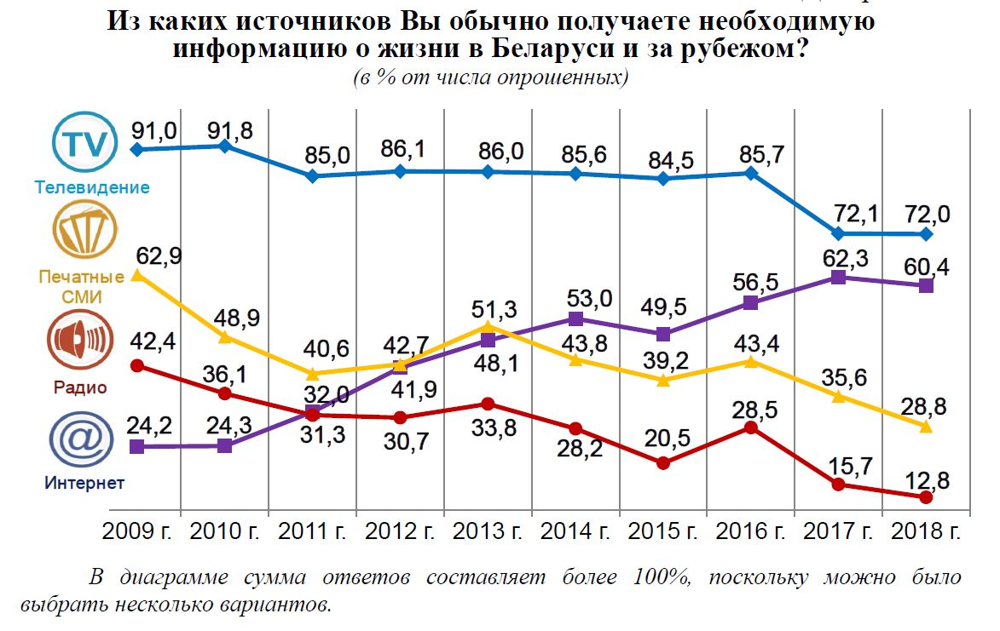 Из каких источников Вы обычно получаете необходимую
информацию о жизни в Беларуси и за рубежом?
(в % от числа опрошенных)
TV
Телевидение
91,0 91,8 85,0 86,1 86,0 85,6 84,5 85,7 72,1 72,0
Печатные
СМИ
62,9 48,9 40,6 42,7 51,3 43,8 39,2 43,4 35,6 28,8
Радио
42,4 36,1 31,3 30,7 33,8 28,2 20,5 28,5 15,7 12,8
@
Интернет
24,2 24,3 32,0 41,9 48,1 53,0 49,5 56,5 62,3 60,4
2009 г. 2010 г. 2011 г. 2012 г. 2013 г. 2014 г. 2015 г. 2016 г. 2017 г. 2018 г.
В диаграмме сумма ответов составляет более 100%, поскольку можно было
выбрать несколько вариантов.